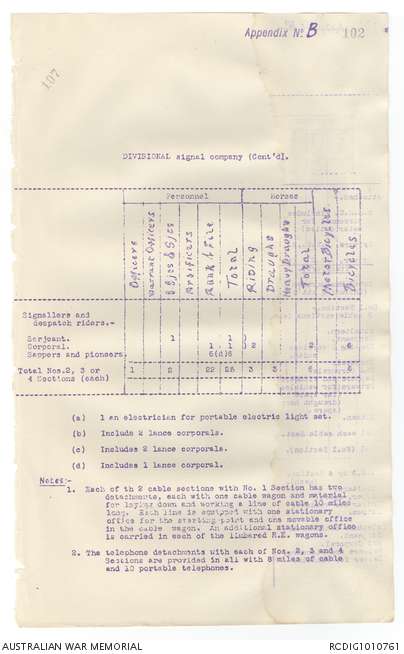 Appendix No B 102
107
DIVISIONAL signal company (Cont'd).
Personnel Horses
Officers
Warrant Officers
S Sjts & Sjts
Artificers
Rank & File
Total
Riding
Draught
Heavy Draught
Total
Motor Bicycles
Bicycles
Signallers and
despatch riders.-
Serjeant. 1 1
Corporal. 1 1 2 2 6
Sappers and pioneers. 6(d)6
Total Nos.2, 3 or 1 2 22 25 3 3 6 6
4 Sections (each)
(a) 1 an electrician for portable electric light set.
(b) Include 2 lance corporals.
(c) Includes 2 lance corporals.
(d) Includes 1 lance corporal.
Notes:-
1. Each of th 2 cable sections with No. 1 Section has two
detachments, each with one cable wagon and material
for laying down and working a line of cable 10 miles
long. Each line is equipped with one stationary
office for the starting point and one movable office
in the cable wagon. An additional stationary office
is carried in each of the limbered R.E. wagons.
2. The telephone detachments with each of Nos. 2, 3 and 4
Sections are provided in all with 8 miles of cable
and 10 portable telephones.
AUSTRALIAN WAR MEMORIAL RCDIG1010761